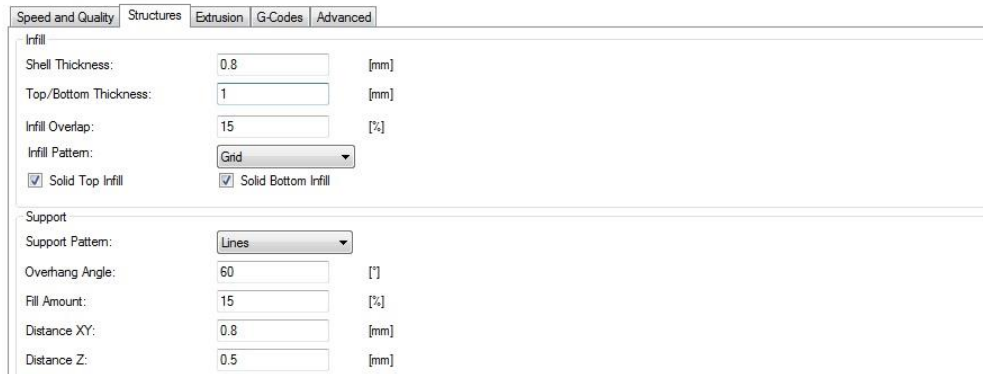 Speed and Quality Structures Extrusion G-Codes Advanced
Infill
Shell Thickness: 0.8 [mm]
Top/Bottom Thickness: 1 [mm]
Infill Overlap: 15 [%]
Infill Pattern: Grid
Solid Top Infill Solid Bottom Infill
Support
Support Pattern: Lines
Overhang Angle: 60 [°]
Fill Amount: 15 [%]
Distance XY: 0.8 [mm]
Distance Z: 0.5 [mm]